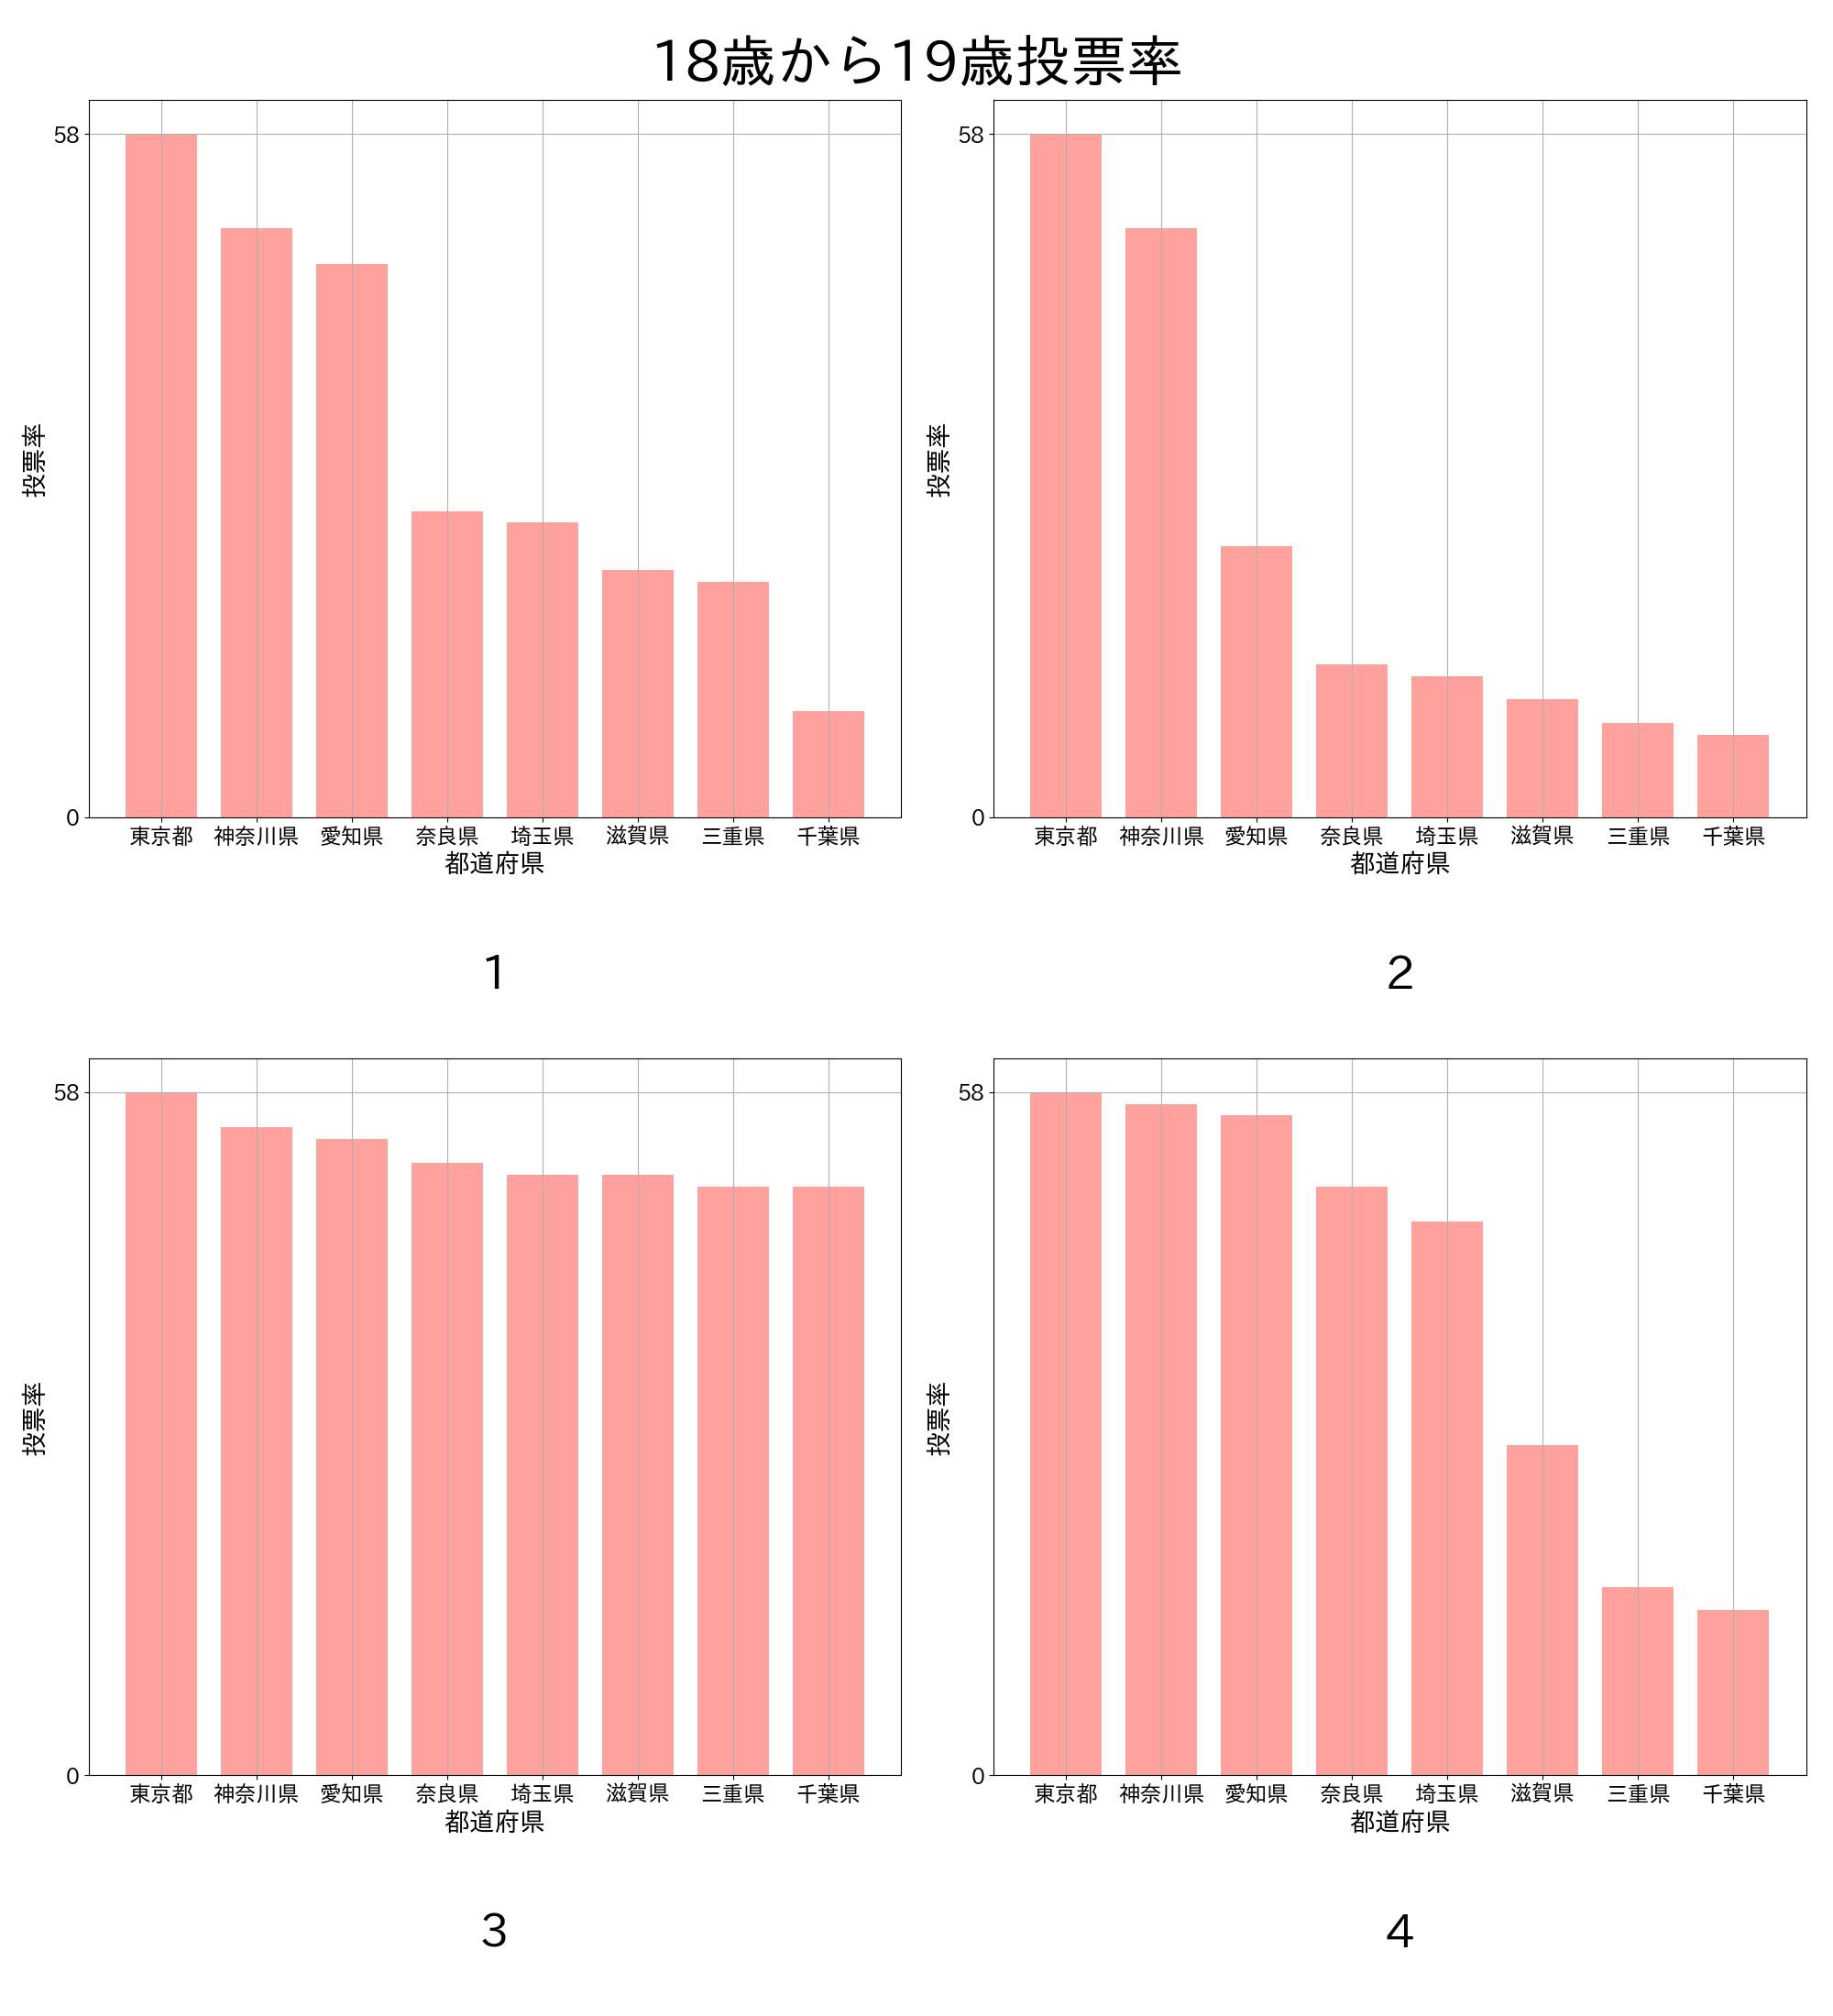 18歳から19歳投票率
58
0
投票率
東京都 神奈川県 愛知県 奈良県 埼玉県 滋賀県 三重県 千葉県
都道府県
1
58
0
投票率
東京都 神奈川県 愛知県 奈良県 埼玉県 滋賀県 三重県 千葉県
都道府県
2
58
0
投票率
東京都 神奈川県 愛知県 奈良県 埼玉県 滋賀県 三重県 千葉県
都道府県
3
58
0
投票率
東京都 神奈川県 愛知県 奈良県 埼玉県 滋賀県 三重県 千葉県
都道府県
4